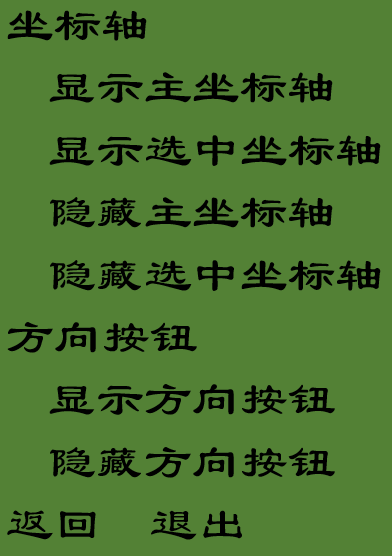 坐标轴
显示主坐标轴
显示选中坐标轴
隐藏主坐标轴
隐藏选中坐标轴
方向按钮
显示方向按钮
隐藏方向按钮
返回 退出